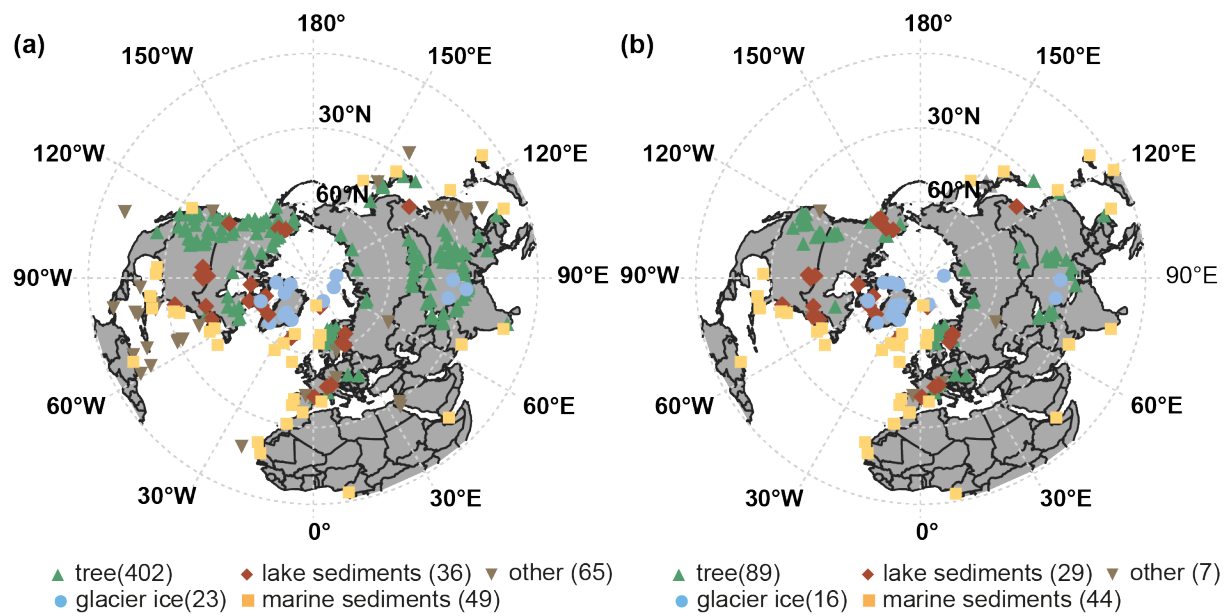 (a)
180°
150°W
150°E
30°N
120°W
120°E
60°N
90°W
90°E
60°W
60°E
30°W
30°E
0°
tree(402)
lake sediments (36)
other (65)
glacier ice(23)
marine sediments (49)
(b)
180°
150°W
150°E
30°N
120°W
120°E
60°N
90°W
90°E
60°W
60°E
30°W
30°E
0°
tree(89)
lake sediments (29)
other (7)
glacier ice(16)
marine sediments (44)